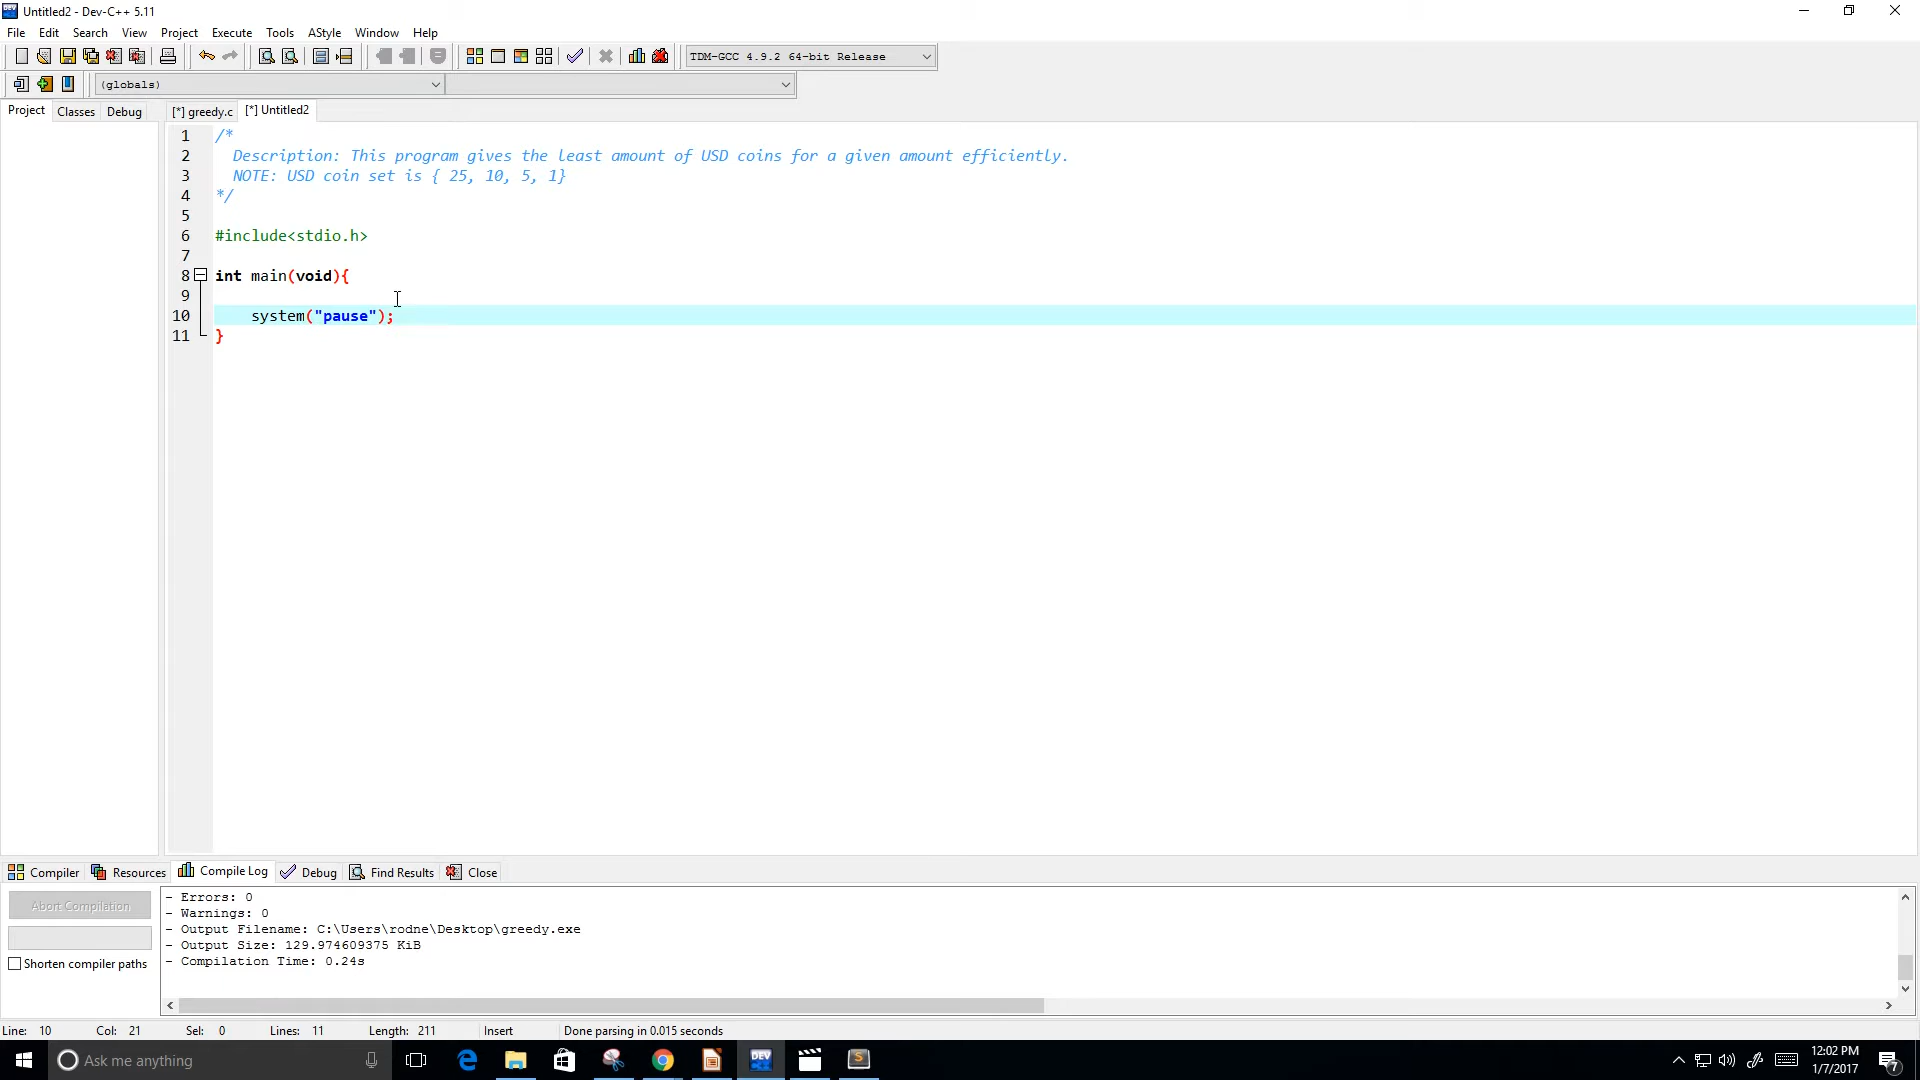 Untitled2 - Dev-C++ 5.11
File Edit Search View Project Execute Tools AStyle Window Help
TDM-GCC 4.9.2 64-bit Release
(globals)
Project Classes Debug [*] greedy.c [*] Untitled2
1 /*
2 Description: This program gives the least amount of USD coins for a given amount efficiently.
3 NOTE: USD coin set is { 25, 10, 5, 1}
4 */
5
6 #include<stdio.h>
7
8 int main(void){
9
10 system("pause");
11 }
Compiler Resources Compile Log Debug Find Results Close
Abort Compilation
Shorten compiler paths
- Errors: 0
- Warnings: 0
- Output Filename: C:\Users\rodne\Desktop\greedy.exe
- Output Size: 129.974609375 KiB
- Compilation Time: 0.24s
Line: 10 Col: 21 Sel: 0 Lines: 11 Length: 211 Insert Done parsing in 0.015 seconds
Ask me anything
DEV
S
12:02 PM
1/7/2017
7